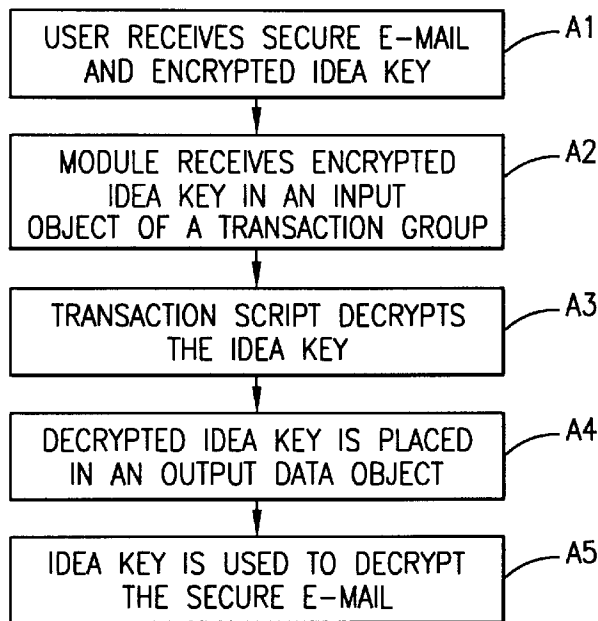 USER RECEIVES SECURE E-MAIL
AND ENCRYPTED IDEA KEY
A1
MODULE RECEIVES ENCRYPTED
IDEA KEY IN AN INPUT
OBJECT OF A TRANSACTION GROUP
A2
TRANSACTION SCRIPT DECRYPTS
THE IDEA KEY
A3
DECRYPTED IDEA KEY IS PLACED
IN AN OUTPUT DATA OBJECT
A4
IDEA KEY IS USED TO DECRYPT
THE SECURE E-MAIL
A5